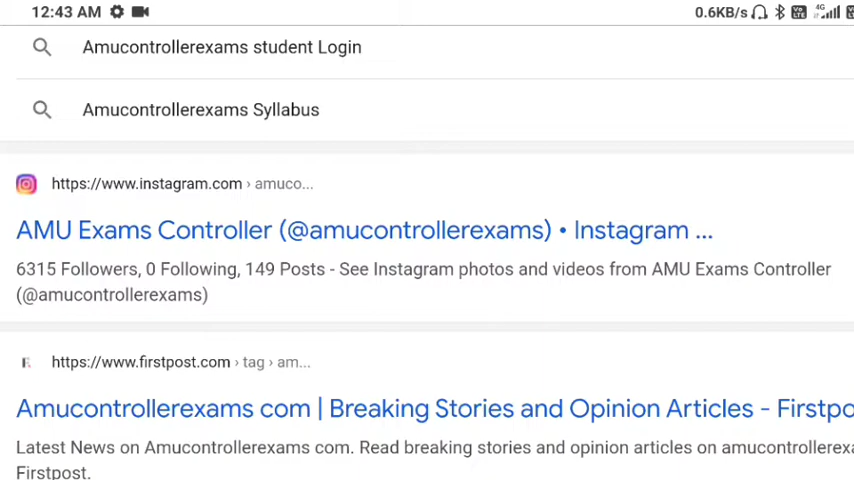 12:43 AM 0.6KB/s Vo LTE 4G
Amucontrollerexams student Login
Amucontrollerexams Syllabus
https://www.instagram.com › amuco...
AMU Exams Controller (@amucontrollerexams) • Instagram ...
6315 Followers, 0 Following, 149 Posts - See Instagram photos and videos from AMU Exams Controller
(@amucontrollerexams)
https://www.firstpost.com › tag › am...
Amucontrollerexams com | Breaking Stories and Opinion Articles - Firstpo
Latest News on Amucontrollerexams com. Read breaking stories and opinion articles on amucontrollerexa
Firstpost.